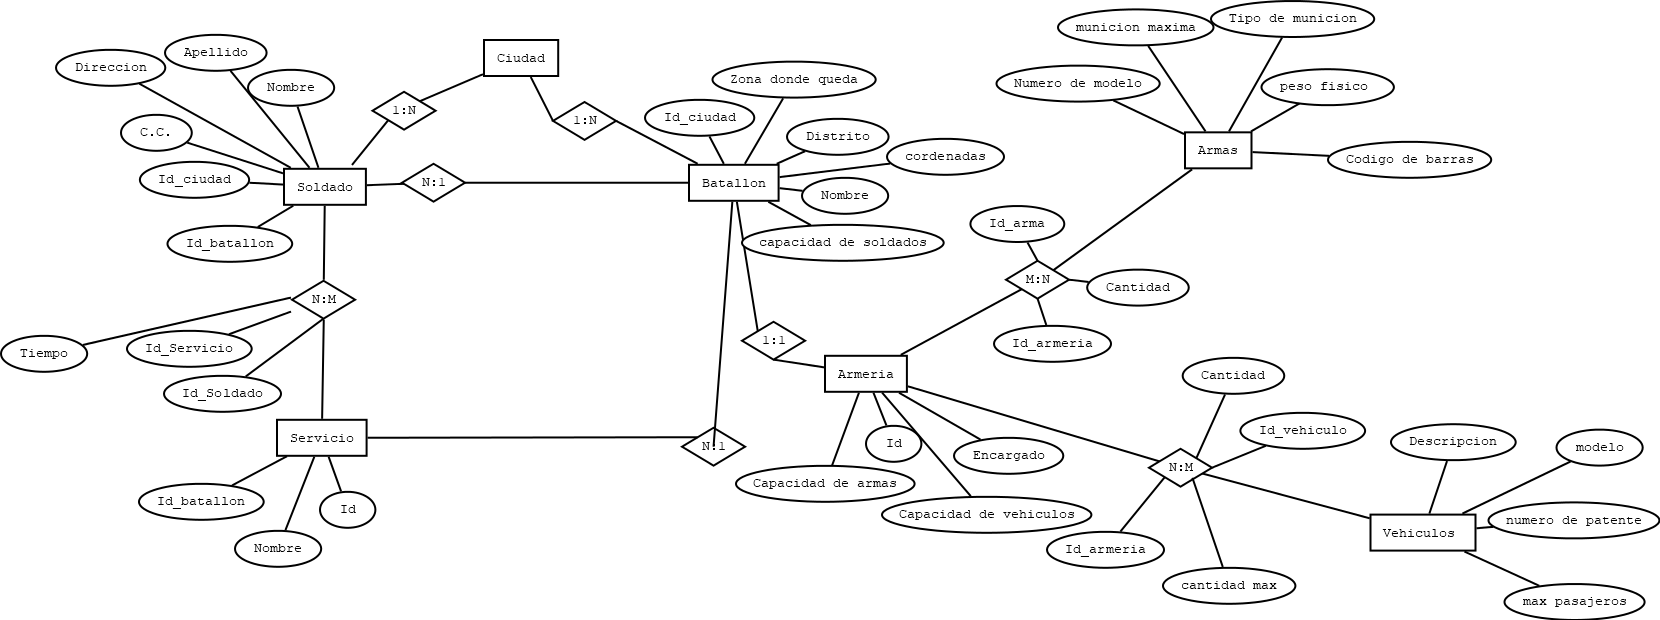 municion maxima
Tipo de municion
Apellido
Ciudad
Direccion
Zona donde queda
Nombre
Numero de modelo
peso fisico
1:N
1:N
Id_ciudad
C.C.
Distrito
Armas
cordenadas
Codigo de barras
Id_ciudad
Soldado
N:1
Batallon
Nombre
Id_arma
Id_batallon
capacidad de soldados
M:N
Cantidad
N:M
1:1
Id_armeria
Tiempo
Id_Servicio
Armeria
Cantidad
Id_Soldado
Id_vehiculo
Servicio
N:1
Id
Descripcion
modelo
Encargado
N:M
Capacidad de armas
Id_batallon
Id
Capacidad de vehiculos
numero de patente
Vehiculos
Nombre
Id_armeria
cantidad max
max pasajeros